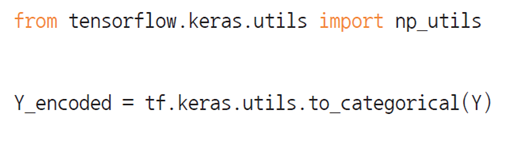 from tensorflow.keras.utils import np_utils
Y_encoded = tf.keras.utils.to_categorical(Y)